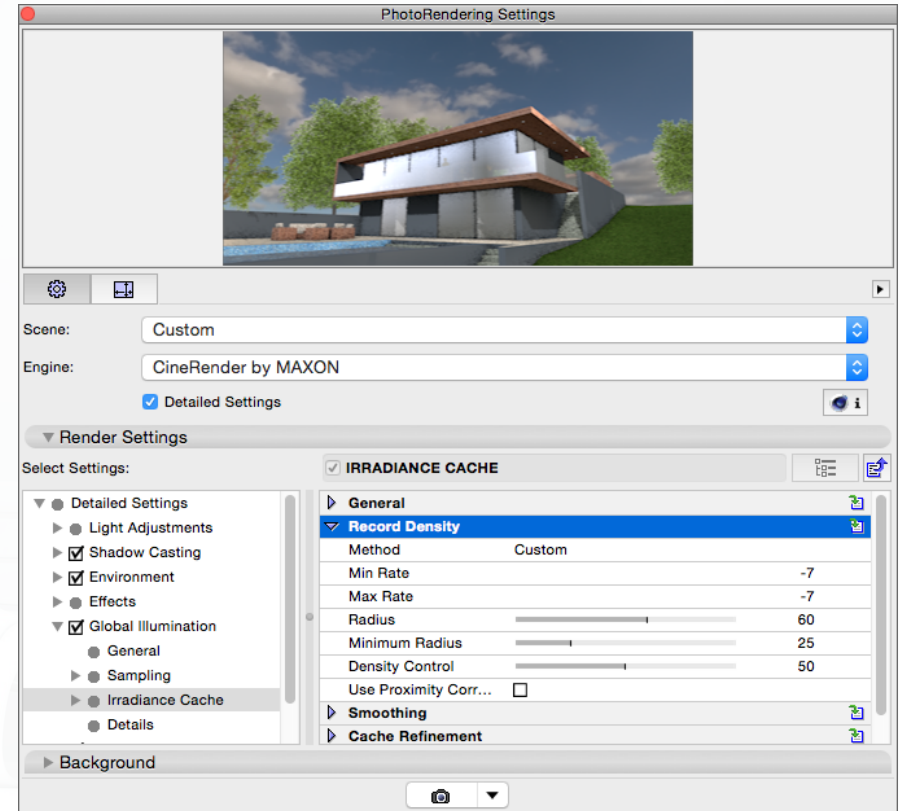 PhotoRendering Settings
Scene: Custom
Engine: CineRender by MAXON
Detailed Settings
i
Render Settings
Select Settings:
IRRADIANCE CACHE
Detailed Settings
Light Adjustments
Shadow Casting
Environment
Effects
Global Illumination
General
Sampling
Irradiance Cache
Details
General
Record Density
Method Custom
Min Rate -7
Max Rate -7
Radius 60
Minimum Radius 25
Density Control 50
Use Proximity Corr...
Smoothing
Cache Refinement
Background